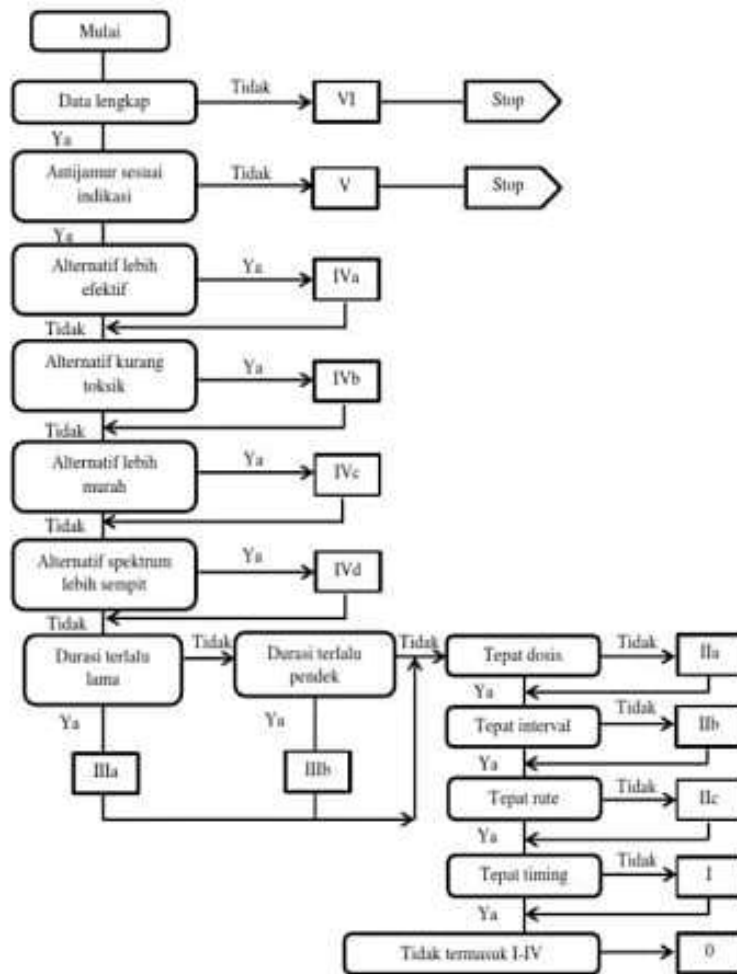 Mulai
Data lengkap
Tidak
VI
Stop
Ya
Antijamur sesuai
indikasi
Tidak
V
Stop
Ya
Alternatif lebih
efektif
Ya
IVa
Tidak
Alternatif kurang
toksik
Ya
IVb
Tidak
Alternatif lebih
murah
Ya
IVc
Tidak
Alternatif spektrum
lebih sempit
Ya
IVd
Tidak
Durasi terlalu
lama
Tidak
Durasi terlalu
pendek
Tidak
Ya
IIIa
Ya
IIIb
Tepat dosis
Tidak
IIa
Ya
Tepat interval
Tidak
IIb
Ya
Tepat rute
Tidak
IIc
Ya
Tepat timing
Tidak
I
Ya
Tidak termasuk I-IV
0